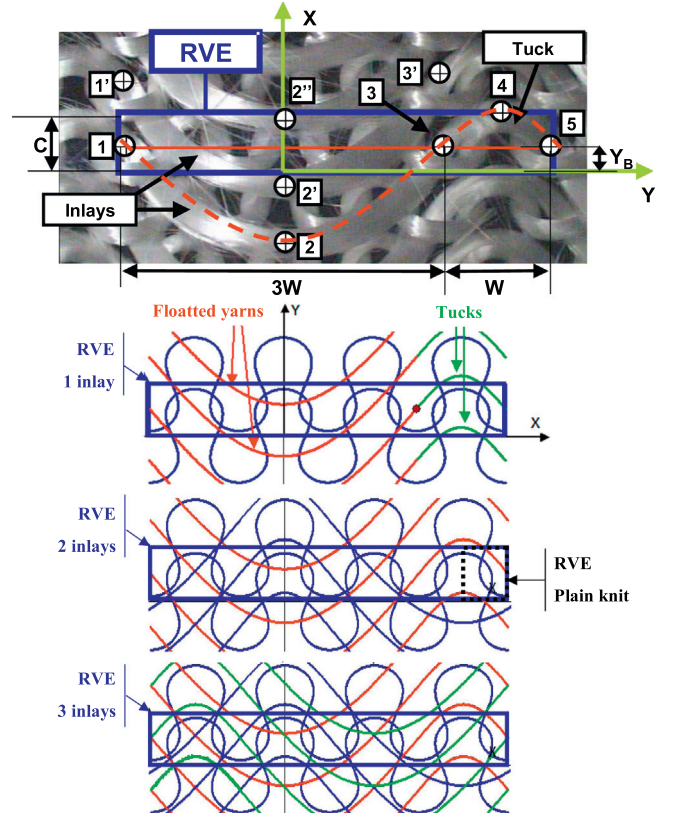 X
RVE
Tuck
1'
2''
3
3'
4
C
1
5
Y_B
Y
2'
Inlays
2
3W
W
Floatted yarns
Y
Tucks
RVE
1 inlay
X
RVE
2 inlays
RVE
X
Plain knit
RVE
3 inlays
X